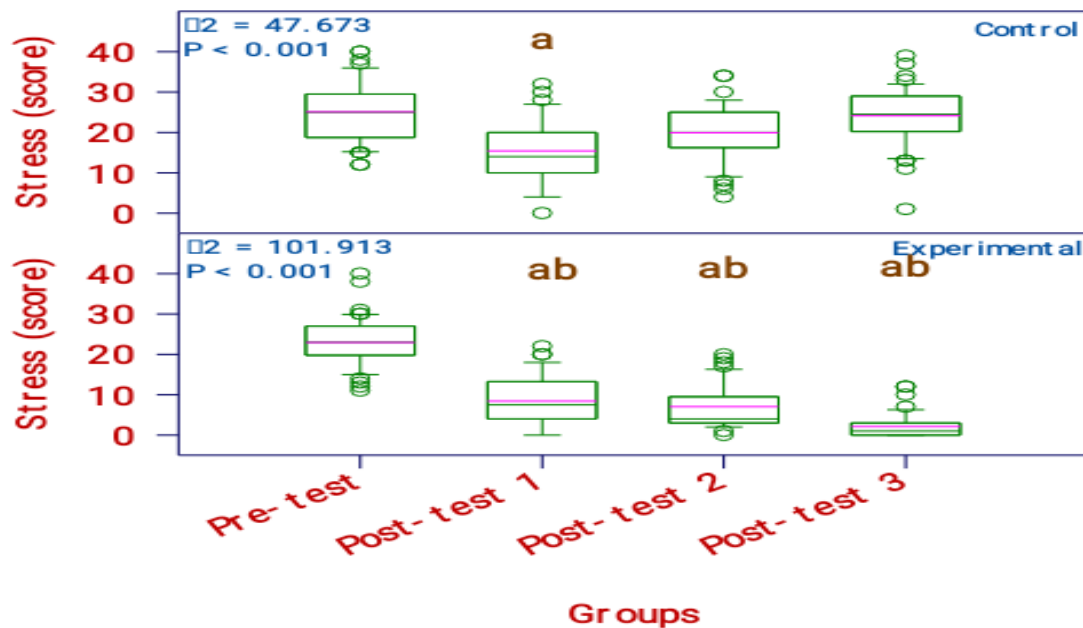 ▯2 = 47.673
P < 0.001
a
Control
Stress (score)
40
30
20
10
0
▯2 = 101.913
P < 0.001
ab
ab
ab
Experimental
Stress (score)
40
30
20
10
0
Pre-test
Post-test 1
Post-test 2
Post-test 3
Groups